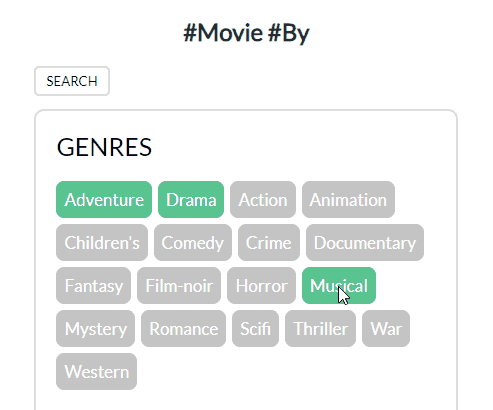 #Movie #By
SEARCH
GENRES
Adventure Drama Action Animation
Children's Comedy Crime Documentary
Fantasy Film-noir Horror Musical
Mystery Romance Scifi Thriller War
Western